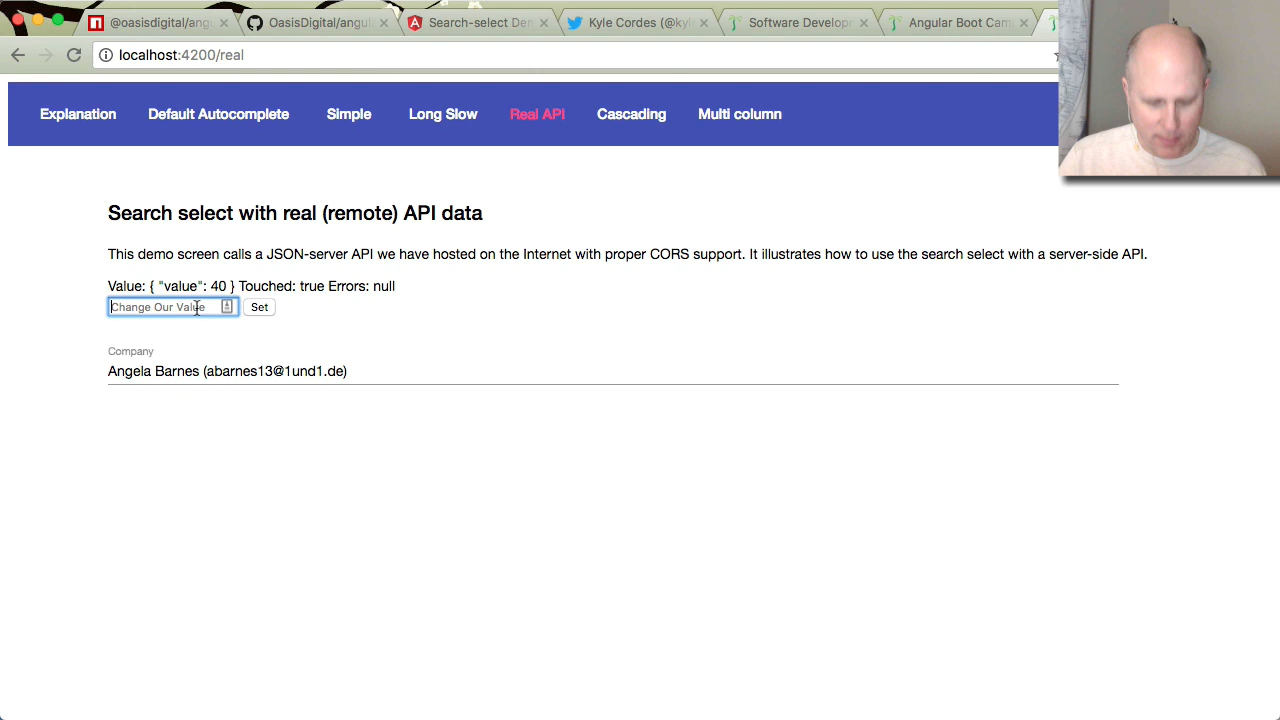 @oasisdigital/angu
OasisDigital/angul
Search-select Dem
Kyle Cordes (@kyle
Software Develop
Angular Boot Cam
localhost:4200/real
Explanation
Default Autocomplete
Simple
Long Slow
Real API
Cascading
Multi column
Search select with real (remote) API data
This demo screen calls a JSON-server API we have hosted on the Internet with proper CORS support. It illustrates how to use the search select with a server-side API.
Value: { "value": 40 } Touched: true Errors: null
Change Our Value
Set
Company
Angela Barnes (abarnes13@1und1.de)